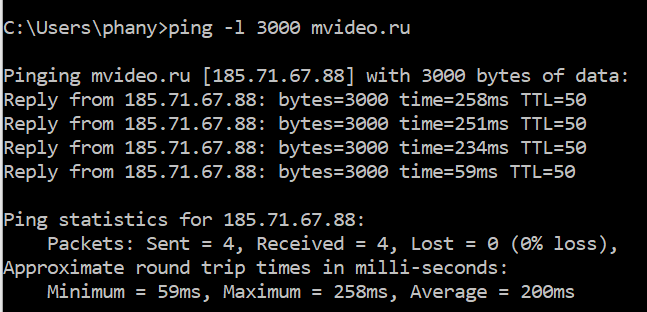 C:\Users\phany>ping -l 3000 mvideo.ru
Pinging mvideo.ru [185.71.67.88] with 3000 bytes of data:
Reply from 185.71.67.88: bytes=3000 time=258ms TTL=50
Reply from 185.71.67.88: bytes=3000 time=251ms TTL=50
Reply from 185.71.67.88: bytes=3000 time=234ms TTL=50
Reply from 185.71.67.88: bytes=3000 time=59ms TTL=50
Ping statistics for 185.71.67.88:
    Packets: Sent = 4, Received = 4, Lost = 0 (0% loss),
Approximate round trip times in milli-seconds:
    Minimum = 59ms, Maximum = 258ms, Average = 200ms